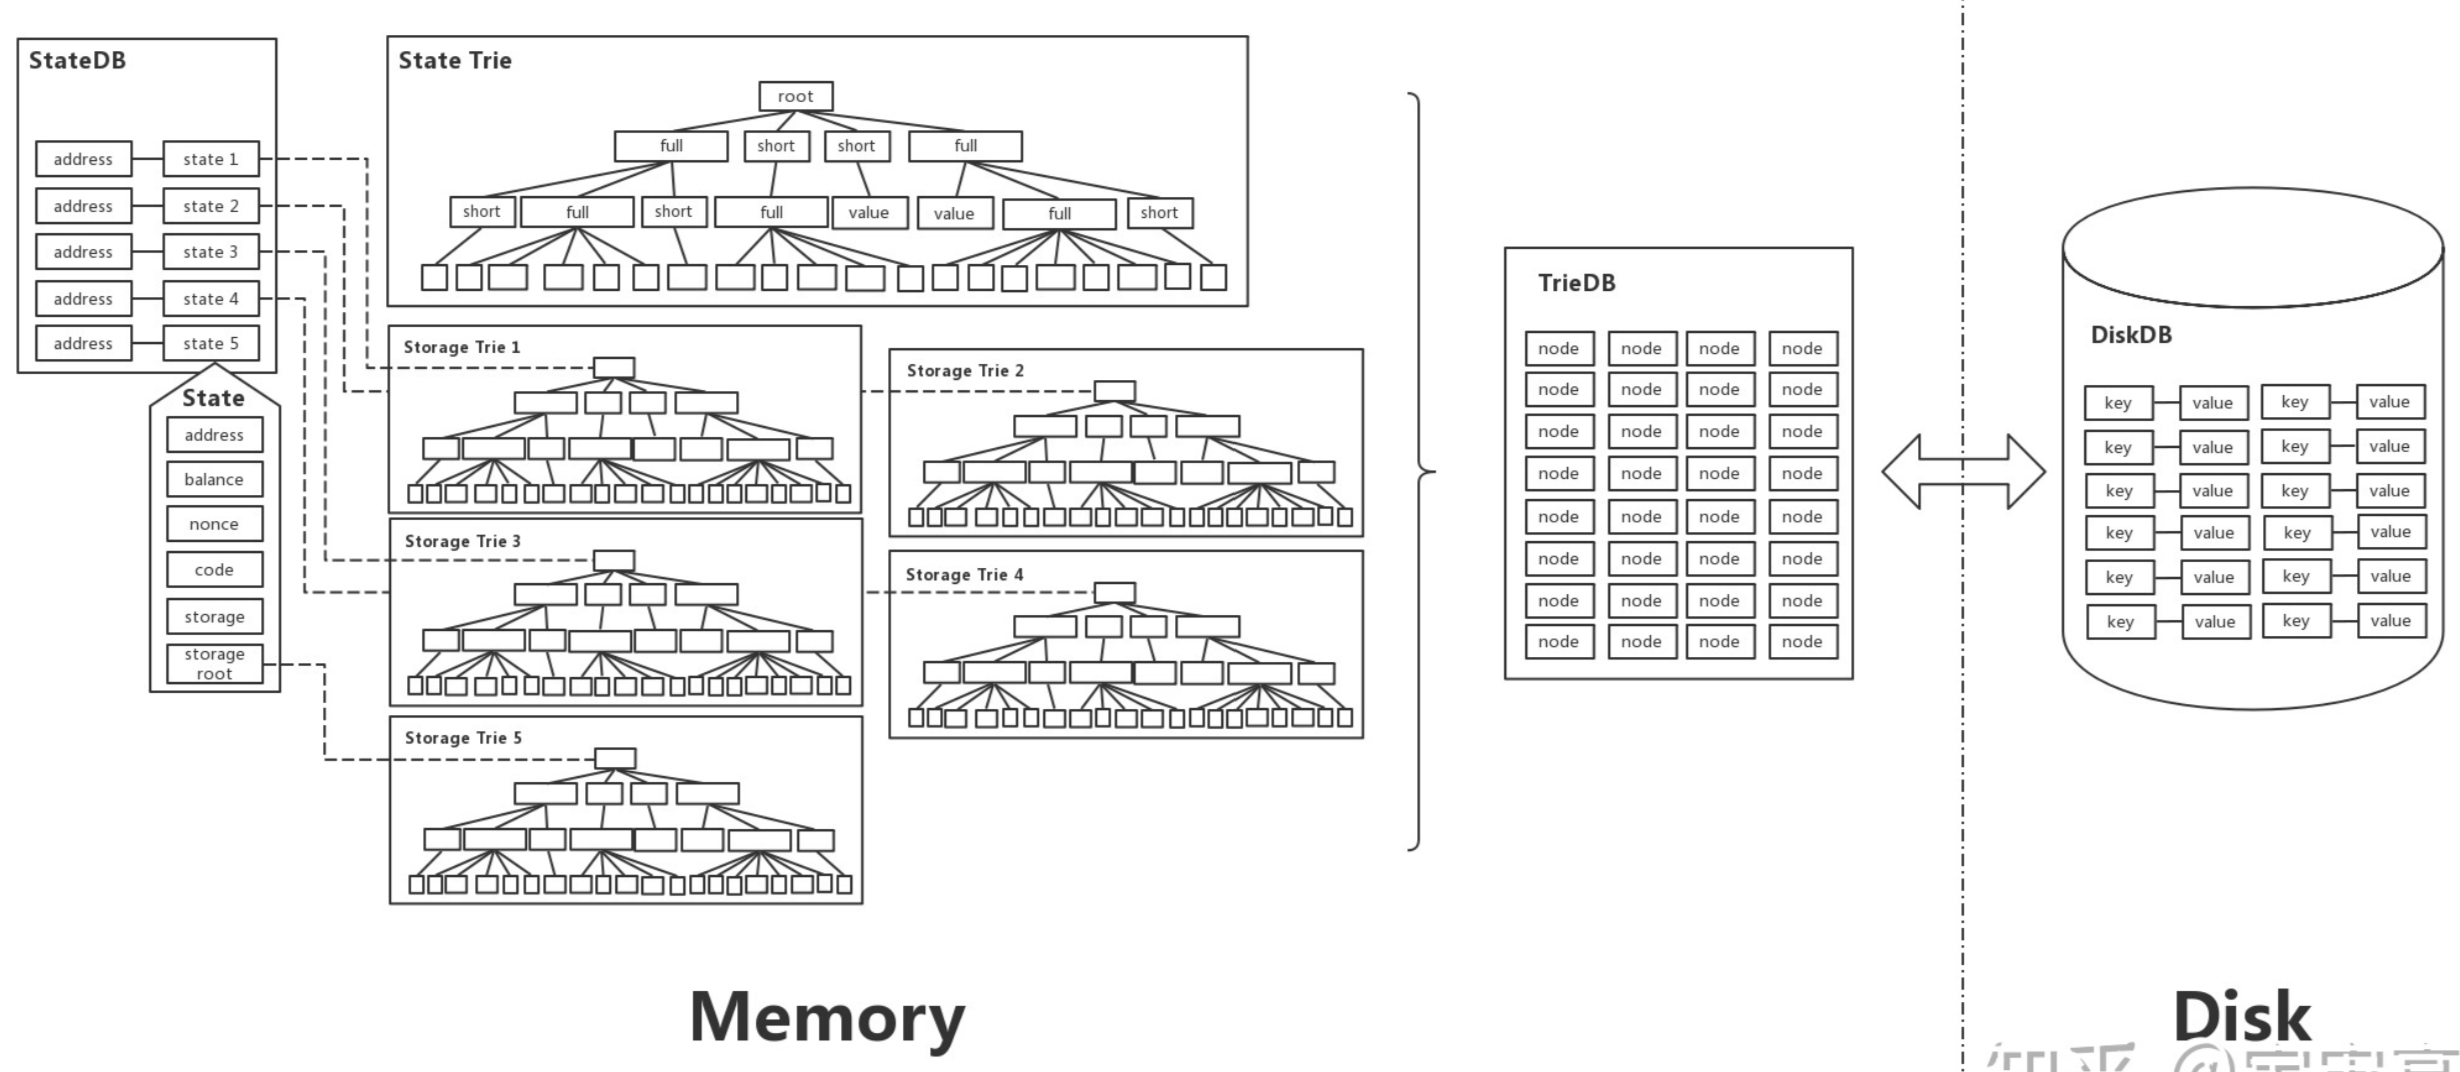 StateDB
address state 1
address state 2
address state 3
address state 4
address state 5
State
address
balance
nonce
code
storage
storage
root
State Trie
root
full short short full
short full short full value value full short
Storage Trie 1
Storage Trie 2
Storage Trie 3
Storage Trie 4
Storage Trie 5
TrieDB
node node node node
node node node node
node node node node
node node node node
node node node node
node node node node
node node node node
node node node node
DiskDB
key value key value
key value key value
key value key value
key value key value
key value key value
key value key value
Memory
Disk
知乎